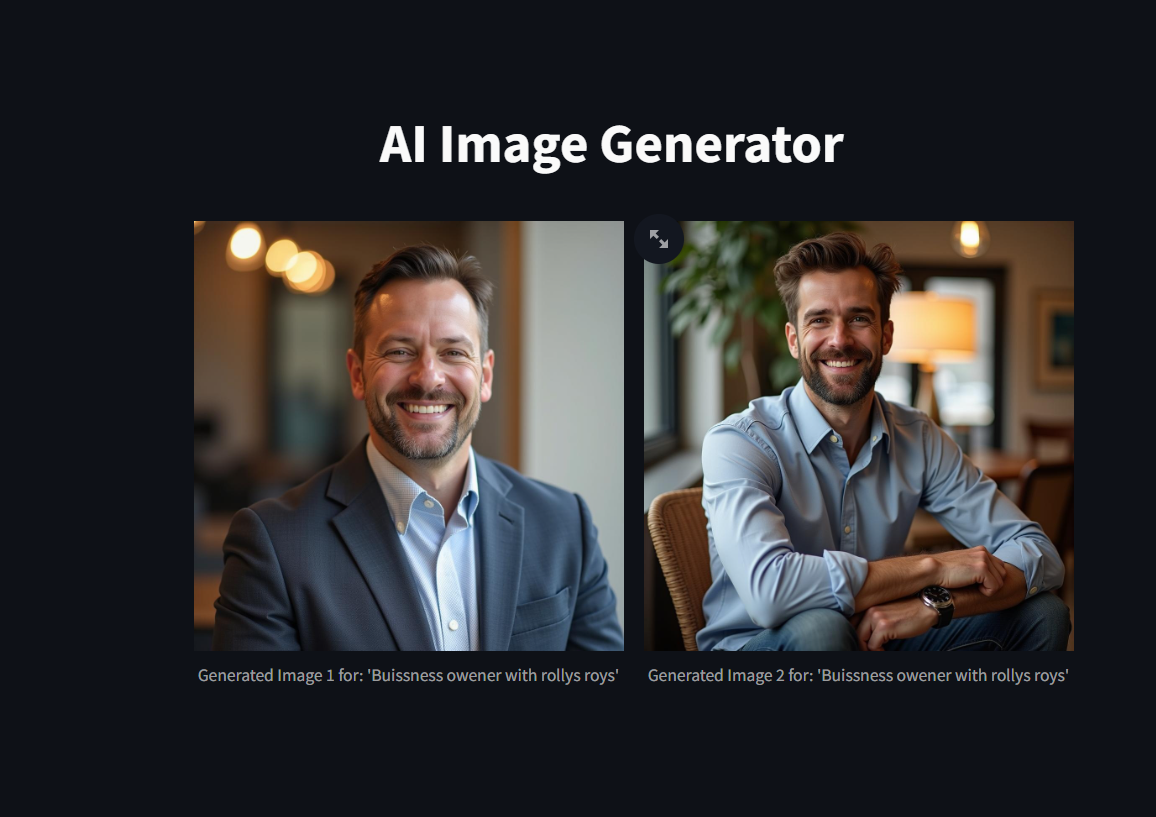 AI Image Generator
Generated Image 1 for: 'Buissness owener with rollys roys'
Generated Image 2 for: 'Buissness owener with rollys roys'